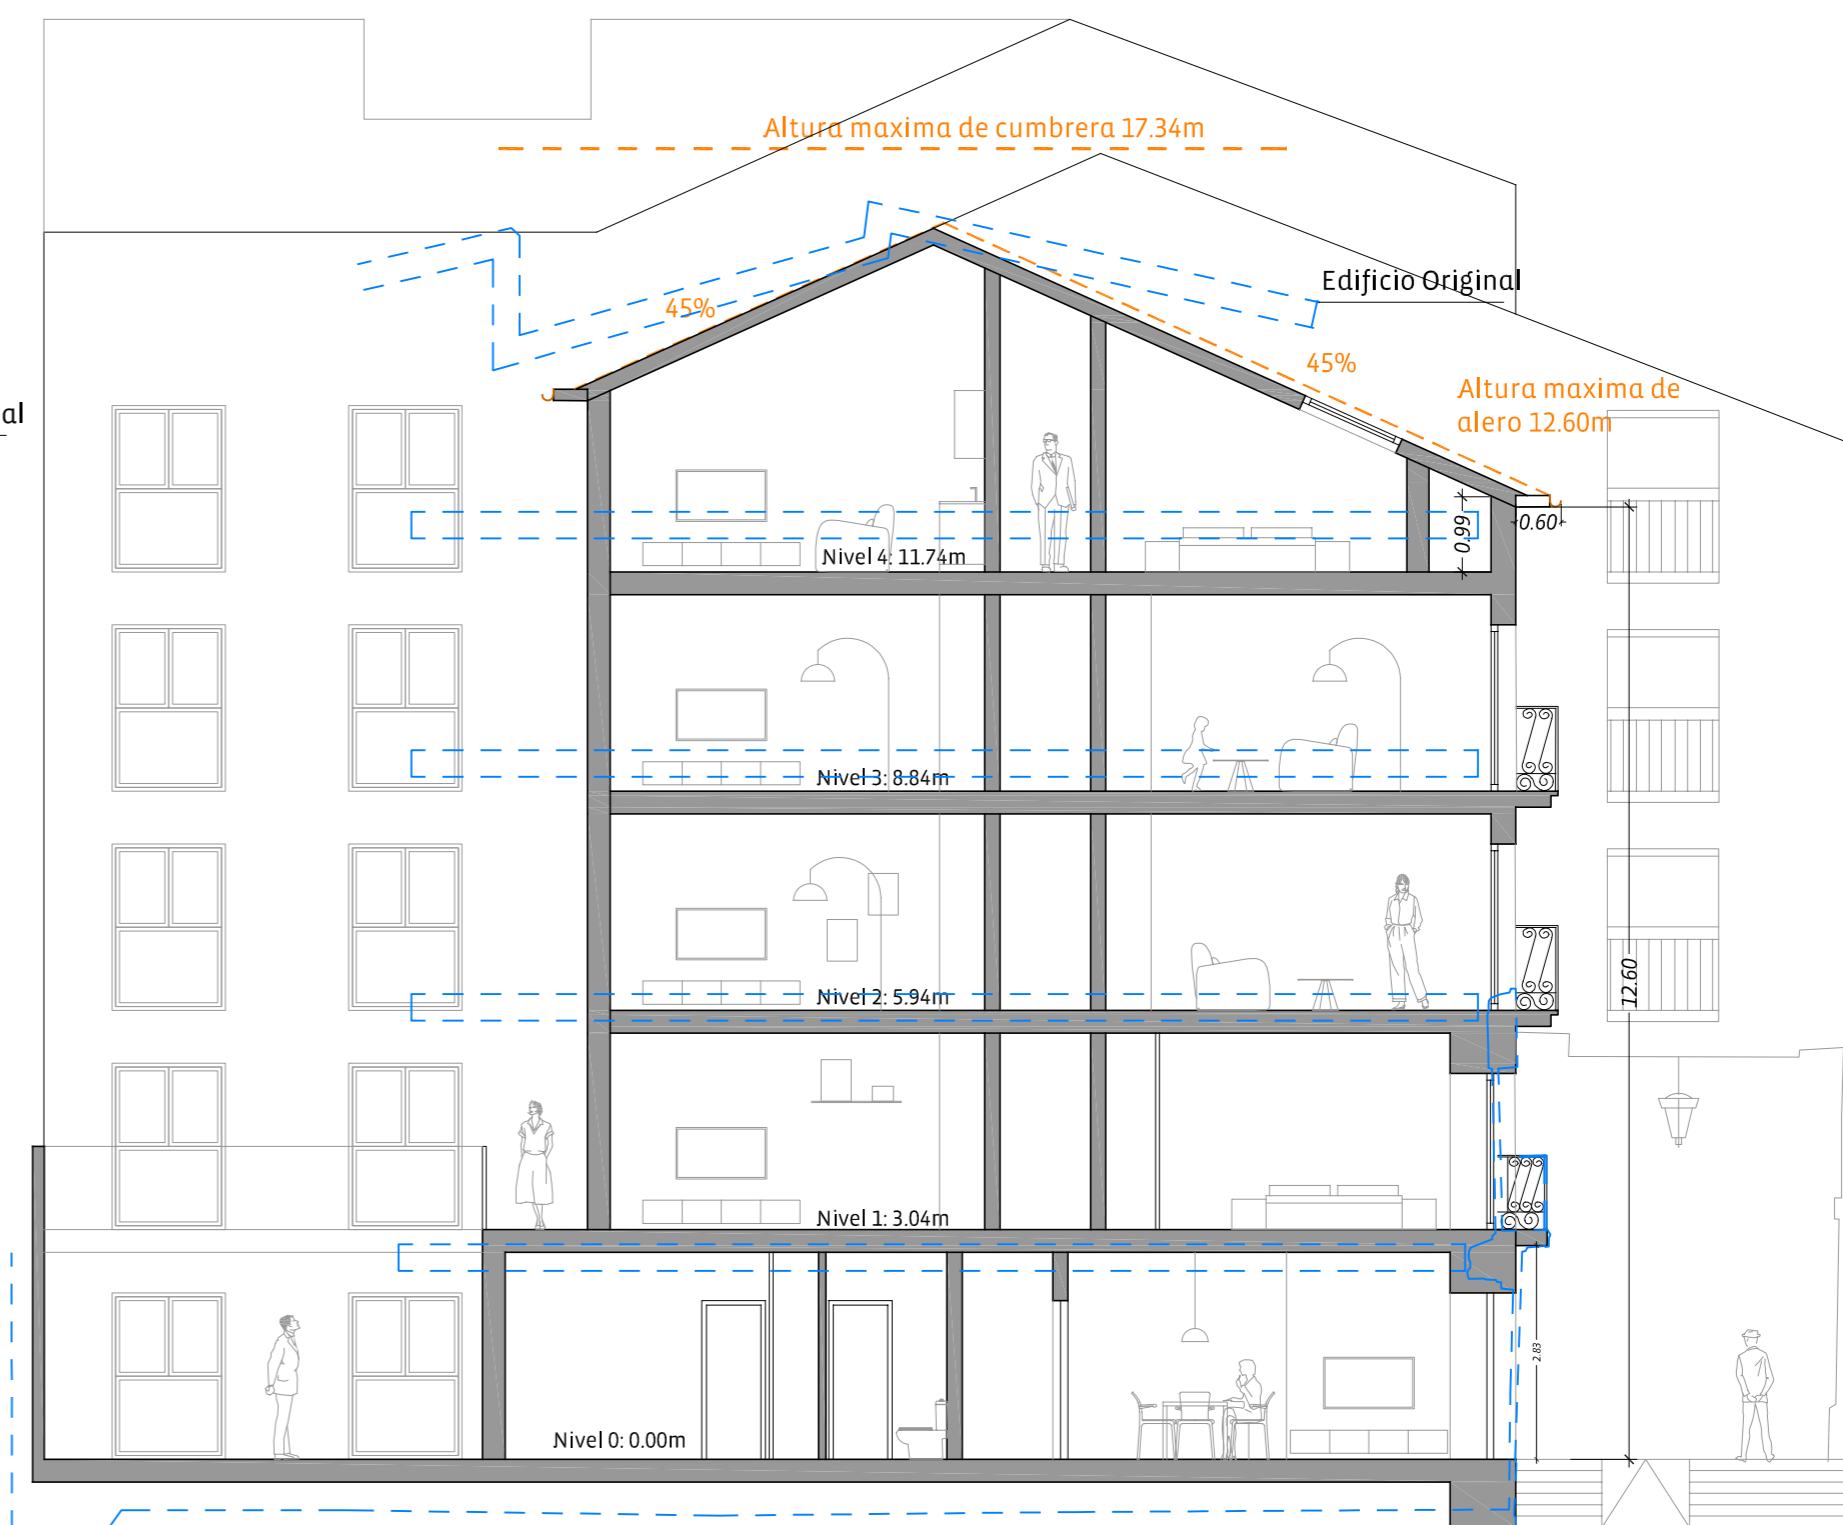 Altura maxima de cumbrera 17.34m
Edificio Original
45%
45%
Altura maxima de
alero 12.60m
al
0.99
0.60
Nivel 4: 11.74m
Nivel 3: 8.84m
12.60
Nivel 2: 5.94m
Nivel 1: 3.04m
2.83
Nivel 0: 0.00m